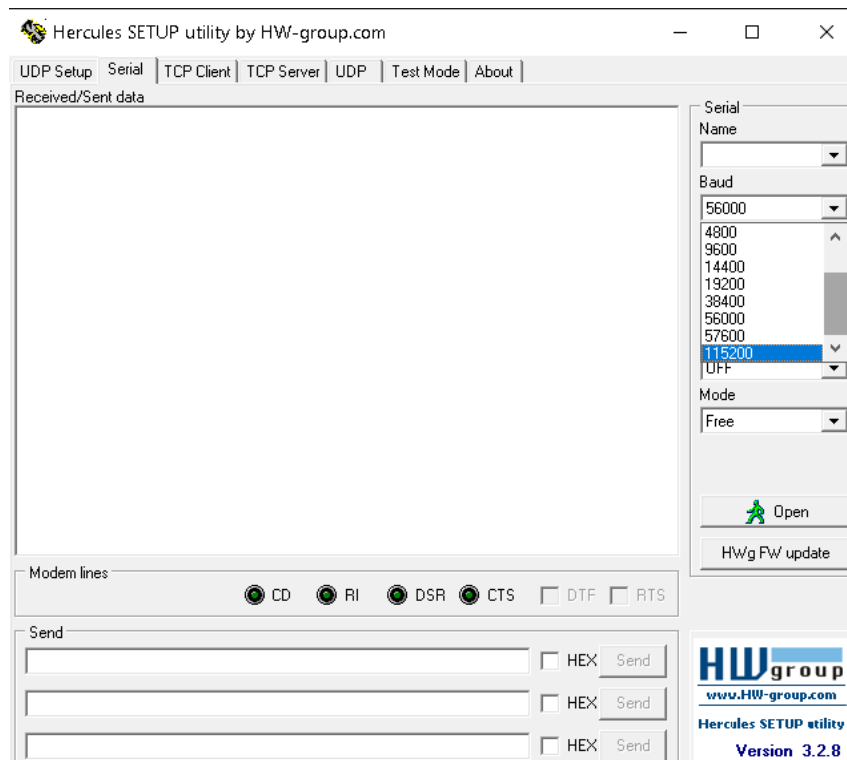 Hercules SETUP utility by HW-group.com
UDP Setup Serial TCP Client TCP Server UDP Test Mode About
Received/Sent data
Serial
Name
Baud
56000
4800
9600
14400
19200
38400
56000
57600
115200
OFF
Mode
Free
Open
HWg FW update
Modem lines
CD RI DSR CTS DTR RTS
Send
HEX Send
HEX Send
HEX Send
HW group
www.HW-group.com
Hercules SETUP utility
Version 3.2.8